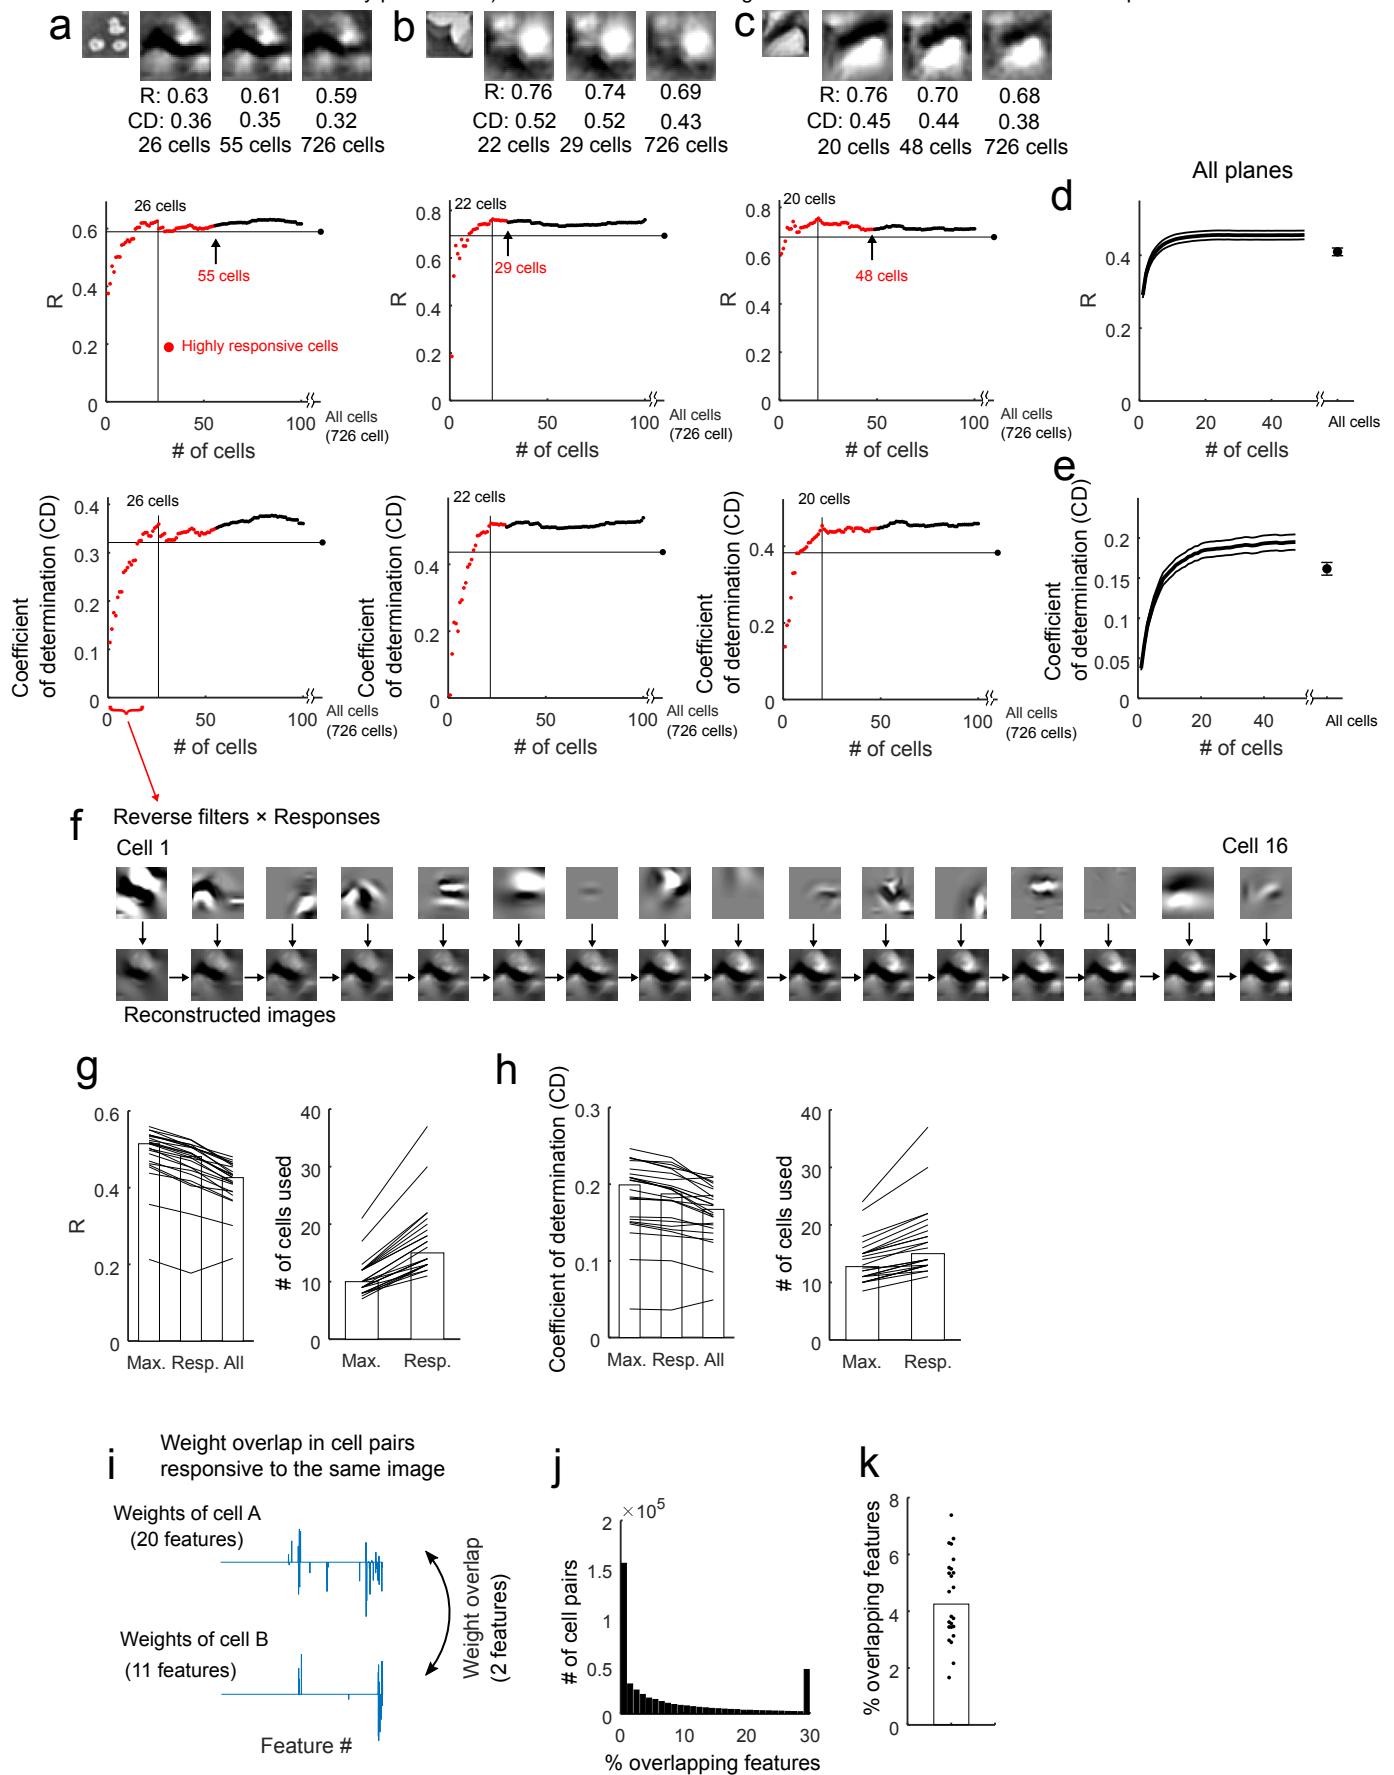 a
b
c
R: 0.63 0.61 0.59
CD: 0.36 0.35 0.32
26 cells 55 cells 726 cells
R: 0.76 0.74 0.69
CD: 0.52 0.52 0.43
22 cells 29 cells 726 cells
R: 0.76 0.70 0.68
CD: 0.45 0.44 0.38
20 cells 48 cells 726 cells
26 cells
55 cells
Highly responsive cells
R
0.6
0.4
0.2
0
0 50 100
All cells
(726 cell)
# of cells
22 cells
29 cells
R
0.8
0.6
0.4
0.2
0
0 50 100
All cells
(726 cell)
# of cells
20 cells
48 cells
R
0.8
0.6
0.4
0.2
0
0 50 100
All cells
(726 cells)
# of cells
d
All planes
R
0.4
0.2
0
0 20 40
All cells
# of cells
26 cells
Coefficient
of determination (CD)
0.4
0.3
0.2
0.1
0
0 50 100
All cells
(726 cells)
# of cells
22 cells
Coefficient
of determination (CD)
0.4
0.2
0
0 50 100
All cells
(726 cells)
# of cells
20 cells
Coefficient
of determination (CD)
0.4
0.2
0
0 50 100
All cells
(726 cells)
# of cells
e
Coefficient
of determination (CD)
0.2
0.15
0.1
0.05
0
0 20 40
All cells
# of cells
f
Reverse filters × Responses
Cell 1
Cell 16
Reconstructed images
g
R
0.6
0.4
0.2
0
Max. Resp. All
# of cells used
40
30
20
10
0
Max. Resp.
h
Coefficient of determination (CD)
0.3
0.2
0.1
0
Max. Resp. All
# of cells used
40
30
20
10
0
Max. Resp.
i
Weight overlap in cell pairs
responsive to the same image
Weights of cell A
(20 features)
Weights of cell B
(11 features)
Feature #
Weight overlap
(2 features)
j
×10⁵
# of cell pairs
2
1.5
1
0.5
0
0 10 20 30
% overlapping features
k
% overlapping features
8
6
4
2
0